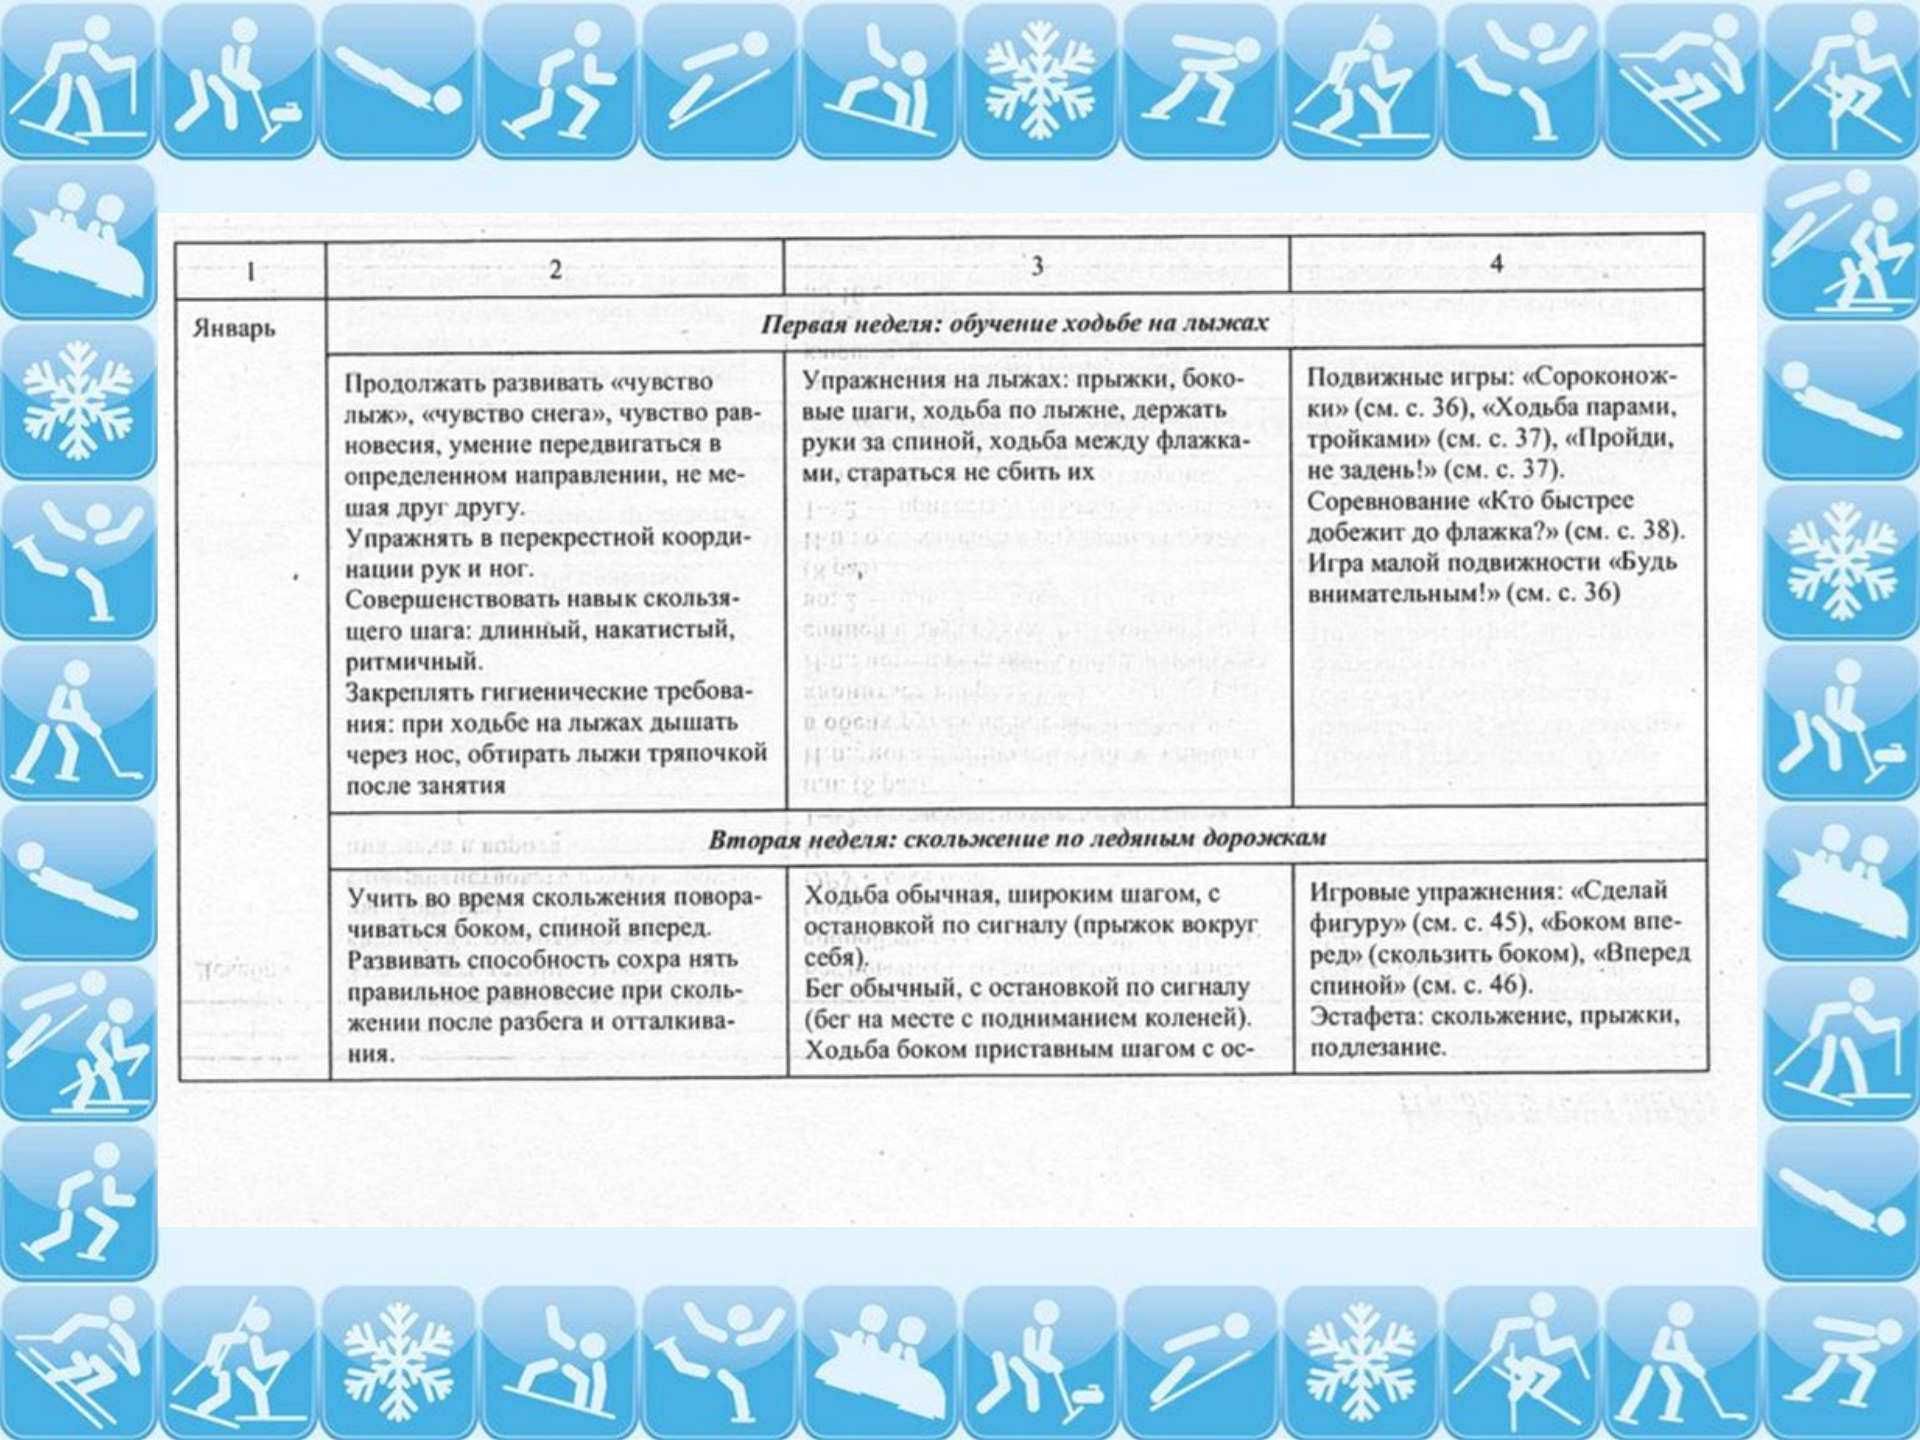 1
2
3
4
Январь
Первая неделя: обучение ходьбе на лыжах
Продолжать развивать «чувство
лыж», «чувство снега», чувство рав-
новесия, умение передвигаться в
определенном направлении, не ме-
шая друг другу.
Упражнять в перекрестной коорди-
нации рук и ног.
Совершенствовать навык скользя-
щего шага: длинный, накатистый,
ритмичный.
Закреплять гигиенические требова-
ния: при ходьбе на лыжах дышать
через нос, обтирать лыжи тряпочкой
после занятия
Упражнения на лыжах: прыжки, боко-
вые шаги, ходьба по лыжне, держать
руки за спиной, ходьба между флажка-
ми, стараться не сбить их
Подвижные игры: «Сороконож-
ки» (см. с. 36), «Ходьба парами,
тройками» (см. с. 37), «Пройди,
не задень!» (см. с. 37).
Соревнование «Кто быстрее
добежит до флажка?» (см. с. 38).
Игра малой подвижности «Будь
внимательным!» (см. с. 36)
Вторая неделя: скольжение по ледяным дорожкам
Учить во время скольжения повора-
чиваться боком, спиной вперед.
Развивать способность сохра нять
правильное равновесие при сколь-
жении после разбега и отталкива-
ния.
Ходьба обычная, широким шагом, с
остановкой по сигналу (прыжок вокруг
себя).
Бег обычный, с остановкой по сигналу
(бег на месте с подниманием коленей).
Ходьба боком приставным шагом с ос-
Игровые упражнения: «Сделай
фигуру» (см. с. 45), «Боком впе-
ред» (скользить боком), «Вперед
спиной» (см. с. 46).
Эстафета: скольжение, прыжки,
подлезание.